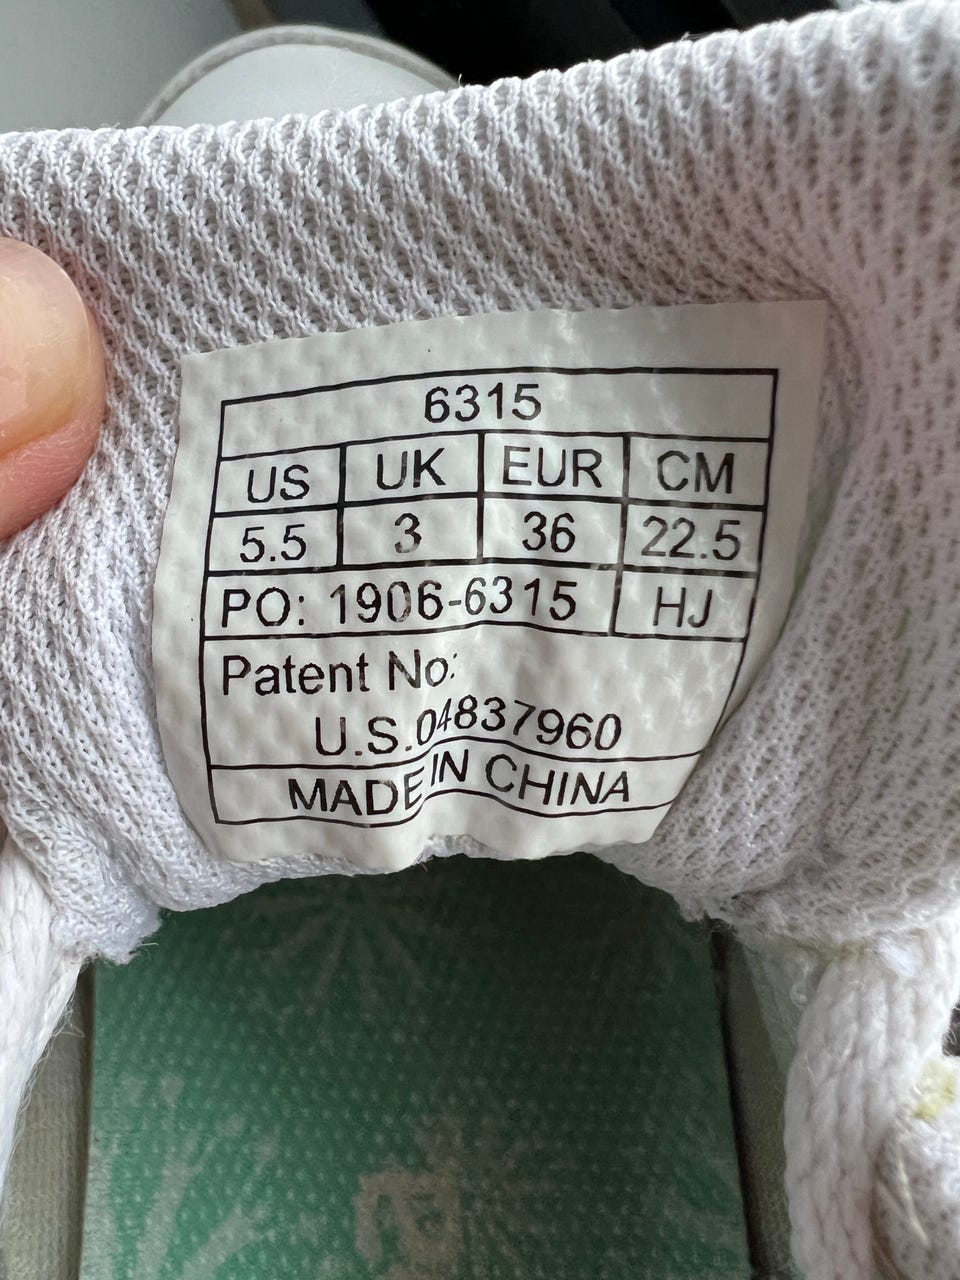 6315
US UK EUR CM
5.5 3 36 22.5
PO: 1906-6315 HJ
Patent No:
U.S.04837960
MADE IN CHINA